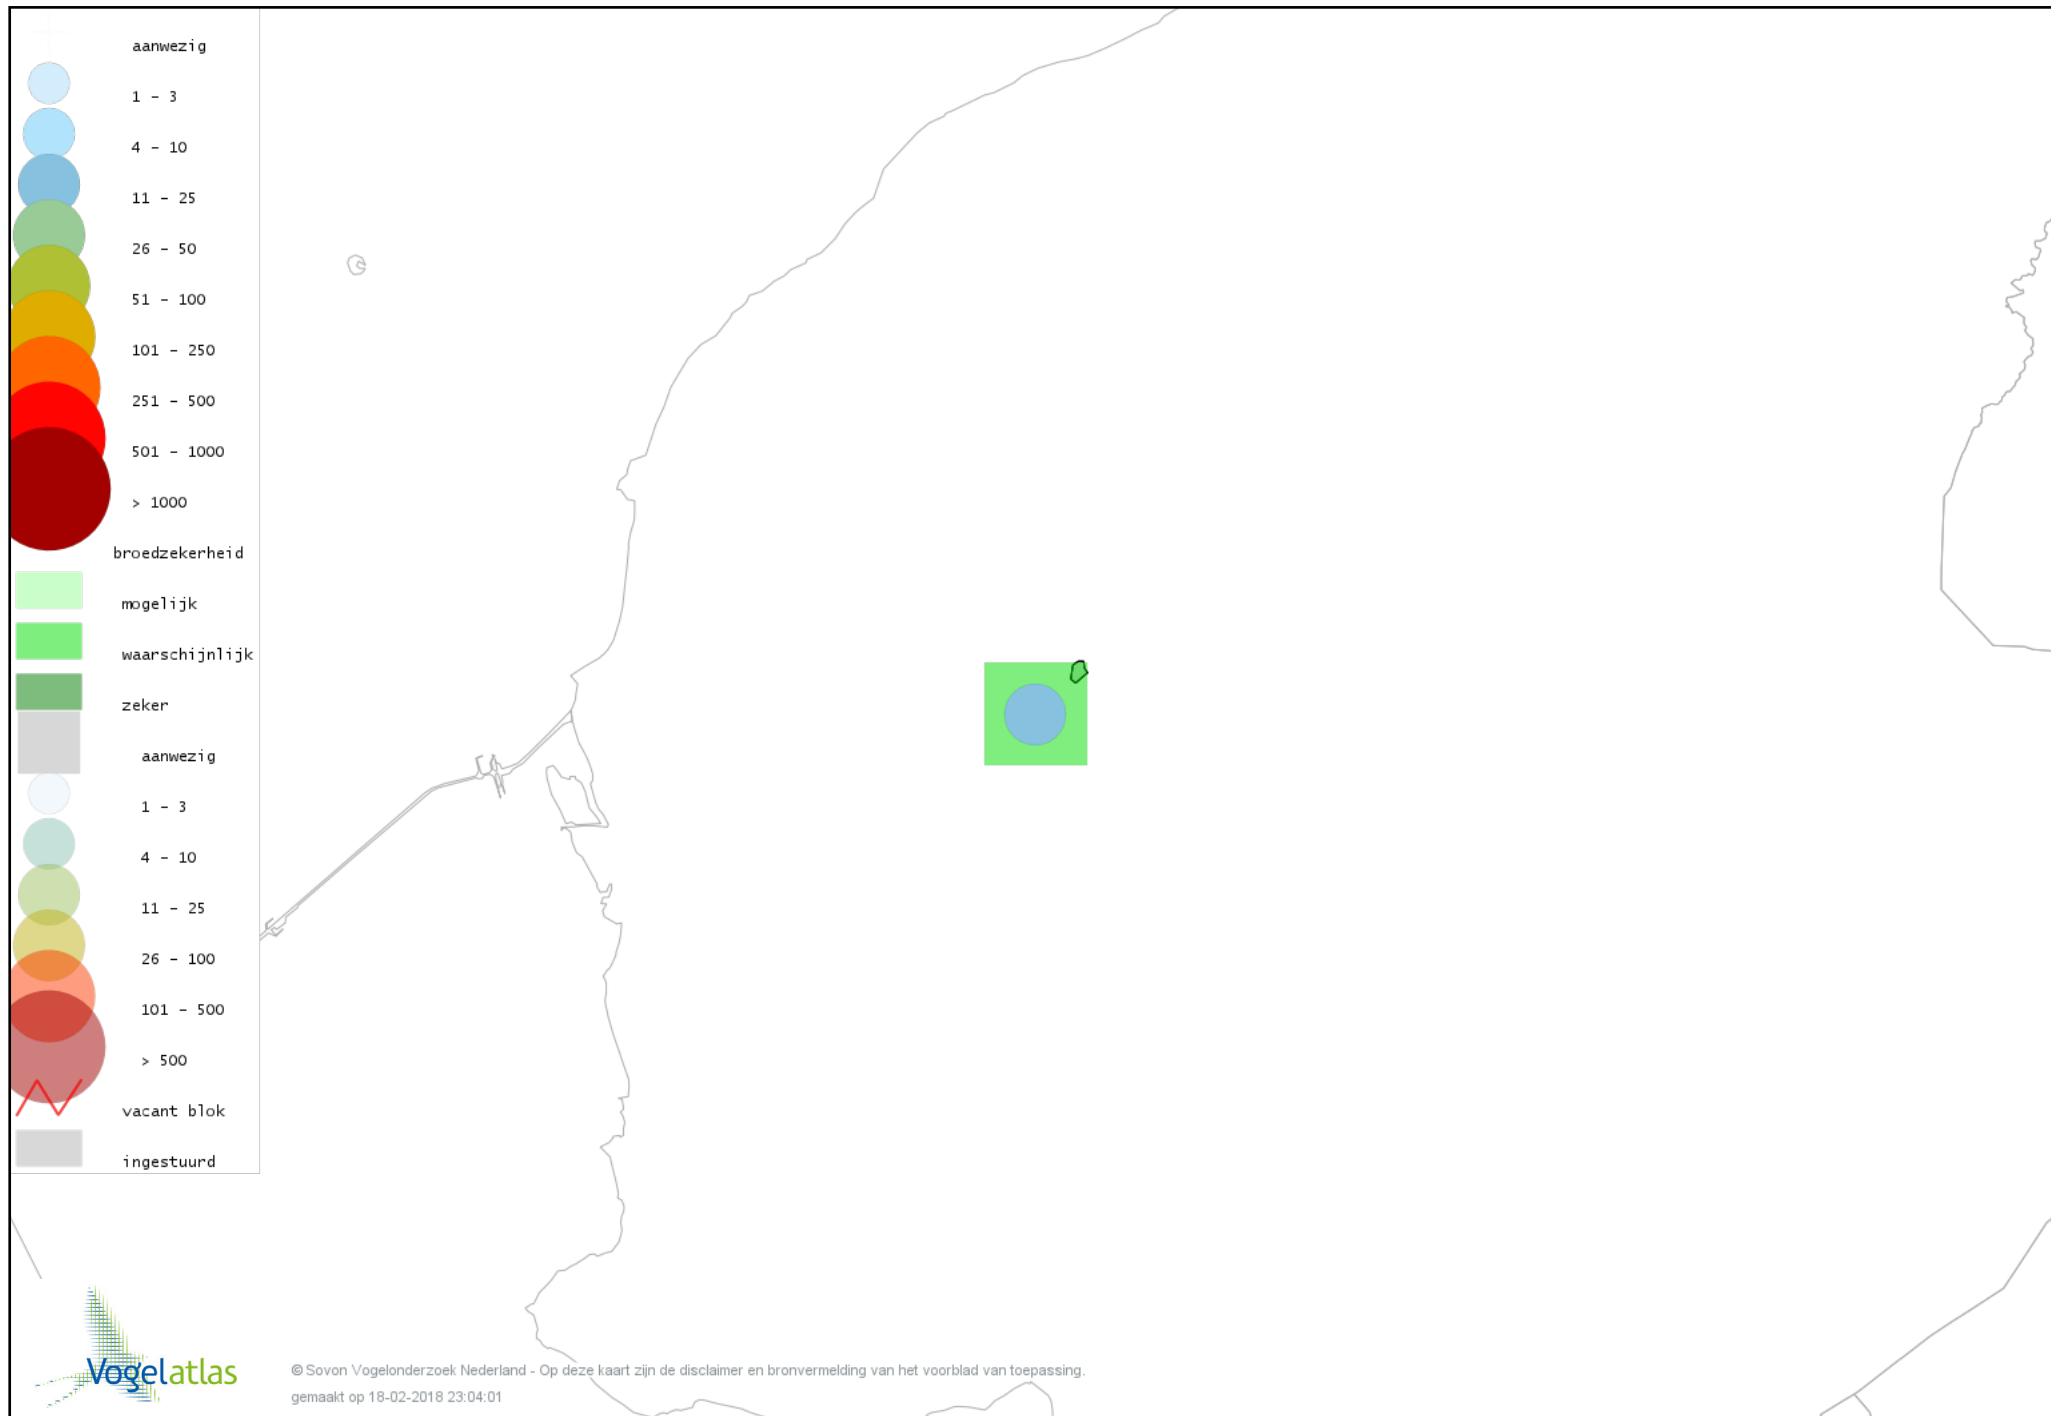 aanwezig
1 - 3
4 - 10
11 - 25
26 - 50
51 - 100
101 - 250
251 - 500
501 - 1000
> 1000
broedzekerheid
mogelijk
waarschijnlijk
zeker
aanwezig
1 - 3
4 - 10
11 - 25
26 - 100
101 - 500
> 500
vacant blok
ingestuurd
Vogelatlas
© Sovon Vogelonderzoek Nederland - Op deze kaart zijn de disclaimer en bronvermelding van het voorblad van toepassing.
gemaakt op 18-02-2018 23:04:01